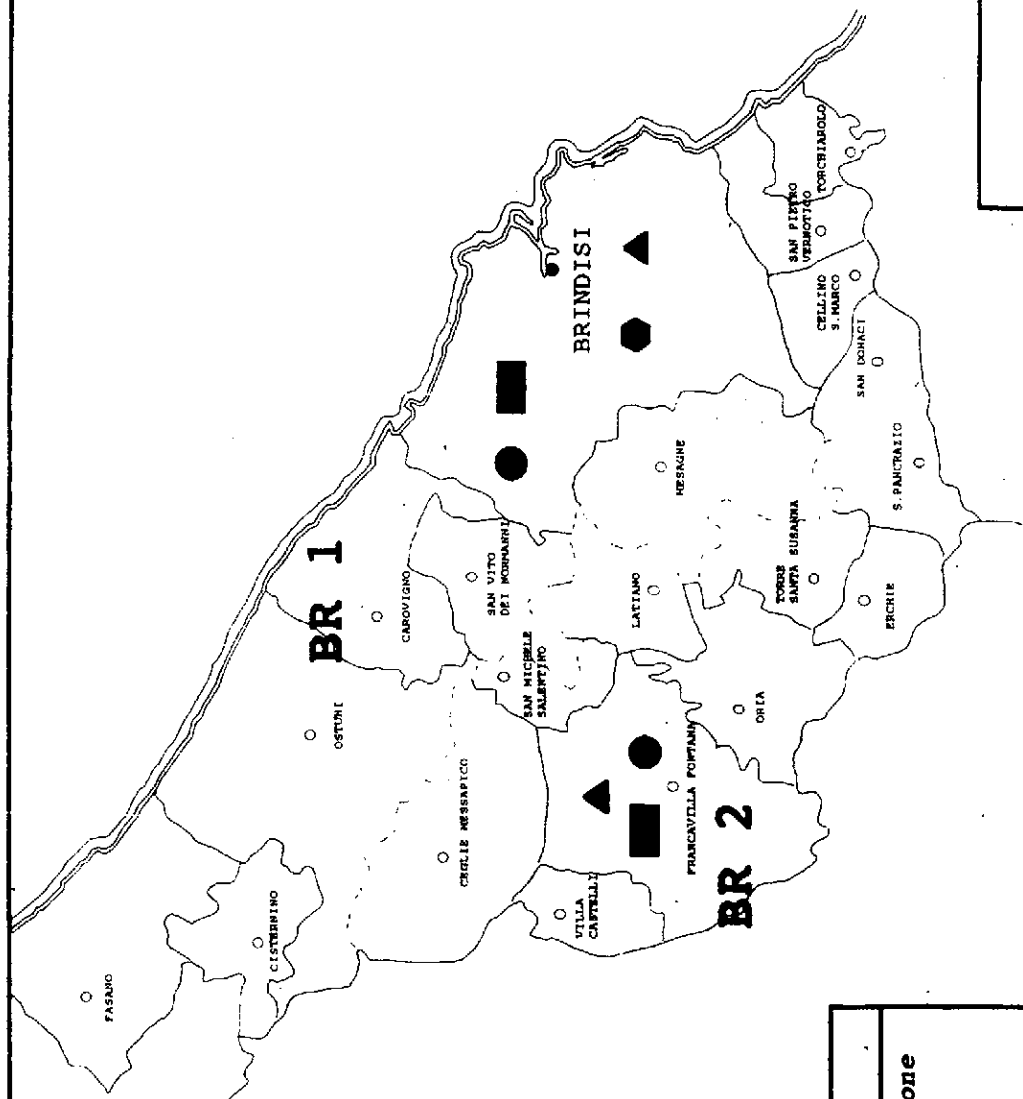 FASANO
CISTERNINO
OSTUNI
BR 1
CAROVIGNO
CEGLIE MESSAPICO
SAN VITO
DEI NORMANNI
SAN MICHELE
SALENTINO
BRINDISI
VILLA
CASTELLI
FRANCAVILLA FONTANA
BR 2
LATIANO
MESAGNE
ORIA
TORRE
SANTA SUSANNA
ERCHIE
SAN PIETRO
VERNOTICO
TORCHIAROLO
CELLINO
S.MARCO
SAN DONACI
S.PANCRAZIO
one